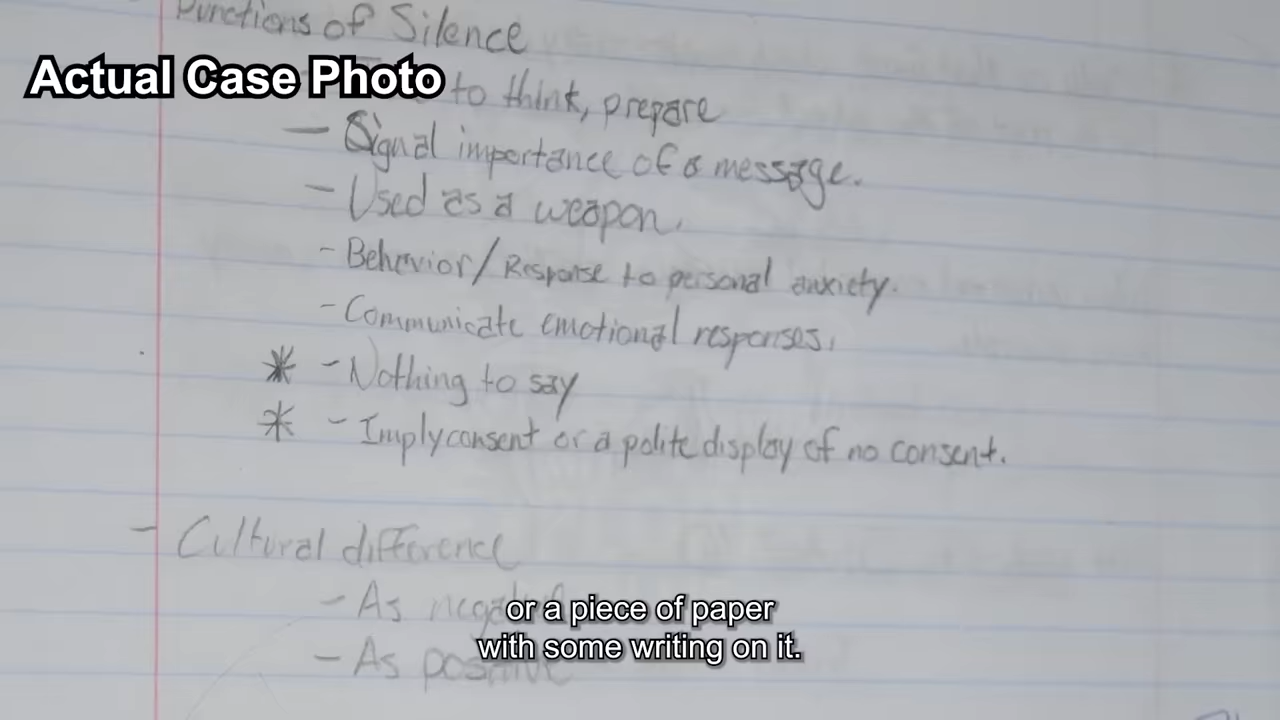 Functions of Silence
Actual Case Photo
to think, prepare
— Signal importance of a message.
— Used as a weapon.
- Behavior/Response to personal anxiety.
- Communicate emotional responses.
* - Nothing to say
* - Imply consent or a polite display of no consent.
- Cultural difference
- As negative
or a piece of paper
with some writing on it.
- As positive